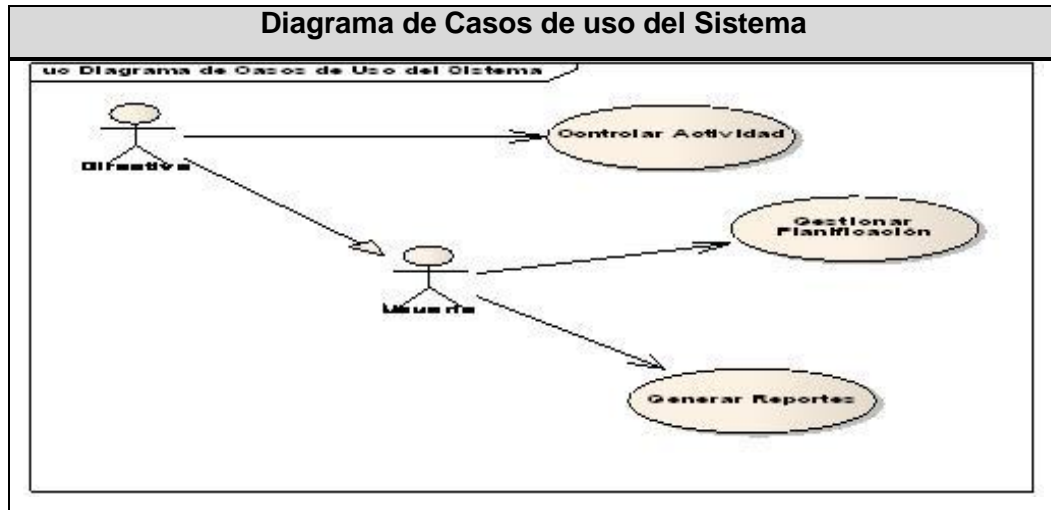 Diagrama de Casos de uso del Sistema
uc Diagrama de Casos de Uso del Sistema
Controlar Actividad
Directivo
Gestionar
Planificación
Usuario
Generar Reportes